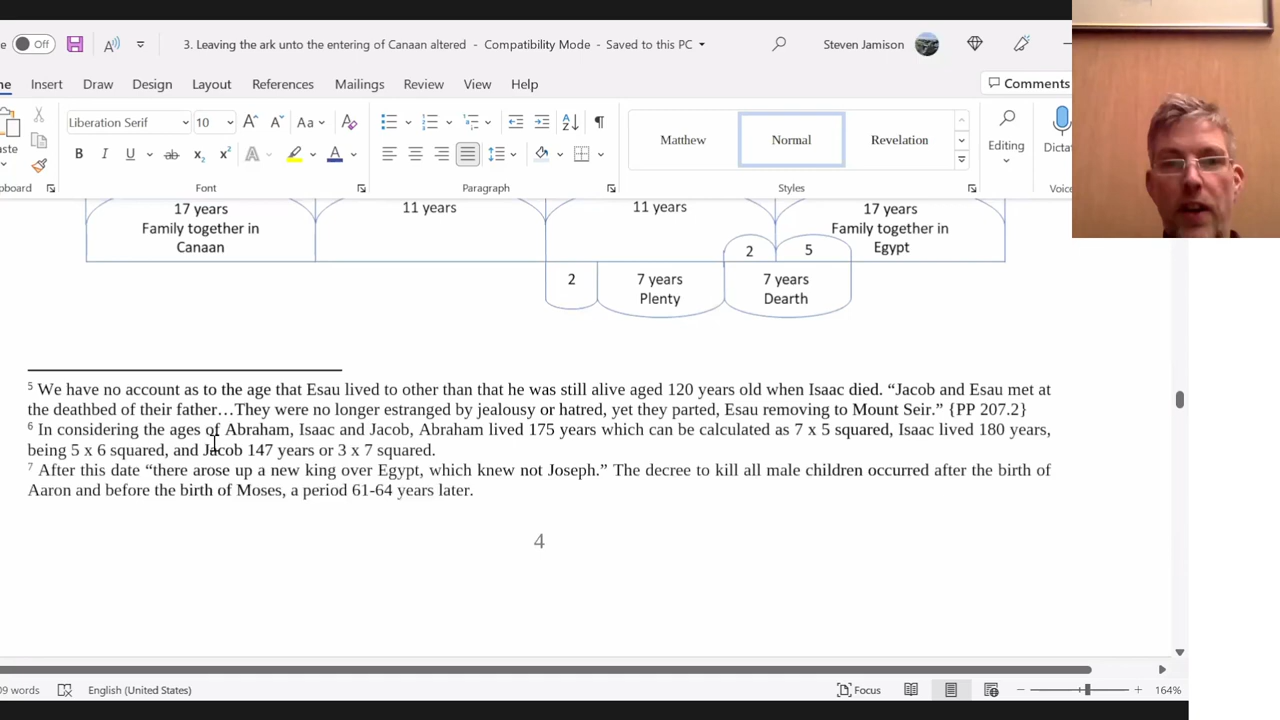 Off
3. Leaving the ark unto the entering of Canaan altered - Compatibility Mode - Saved to this PC
Steven Jamison
Insert Draw Design Layout References Mailings Review View Help
Comments
Liberation Serif 10
Matthew Normal Revelation
Editing
Font Paragraph Styles
17 years 11 years 11 years 17 years
Family together in Family together in
Canaan Egypt
2 5
2 7 years 7 years
Plenty Dearth
5 We have no account as to the age that Esau lived to other than that he was still alive aged 120 years old when Isaac died. “Jacob and Esau met at
the deathbed of their father…They were no longer estranged by jealousy or hatred, yet they parted, Esau removing to Mount Seir.” {PP 207.2}
6 In considering the ages of Abraham, Isaac and Jacob, Abraham lived 175 years which can be calculated as 7 x 5 squared, Isaac lived 180 years,
being 5 x 6 squared, and Jacob 147 years or 3 x 7 squared.
7 After this date “there arose up a new king over Egypt, which knew not Joseph.” The decree to kill all male children occurred after the birth of
Aaron and before the birth of Moses, a period 61-64 years later.
4
09 words English (United States) Focus 164%